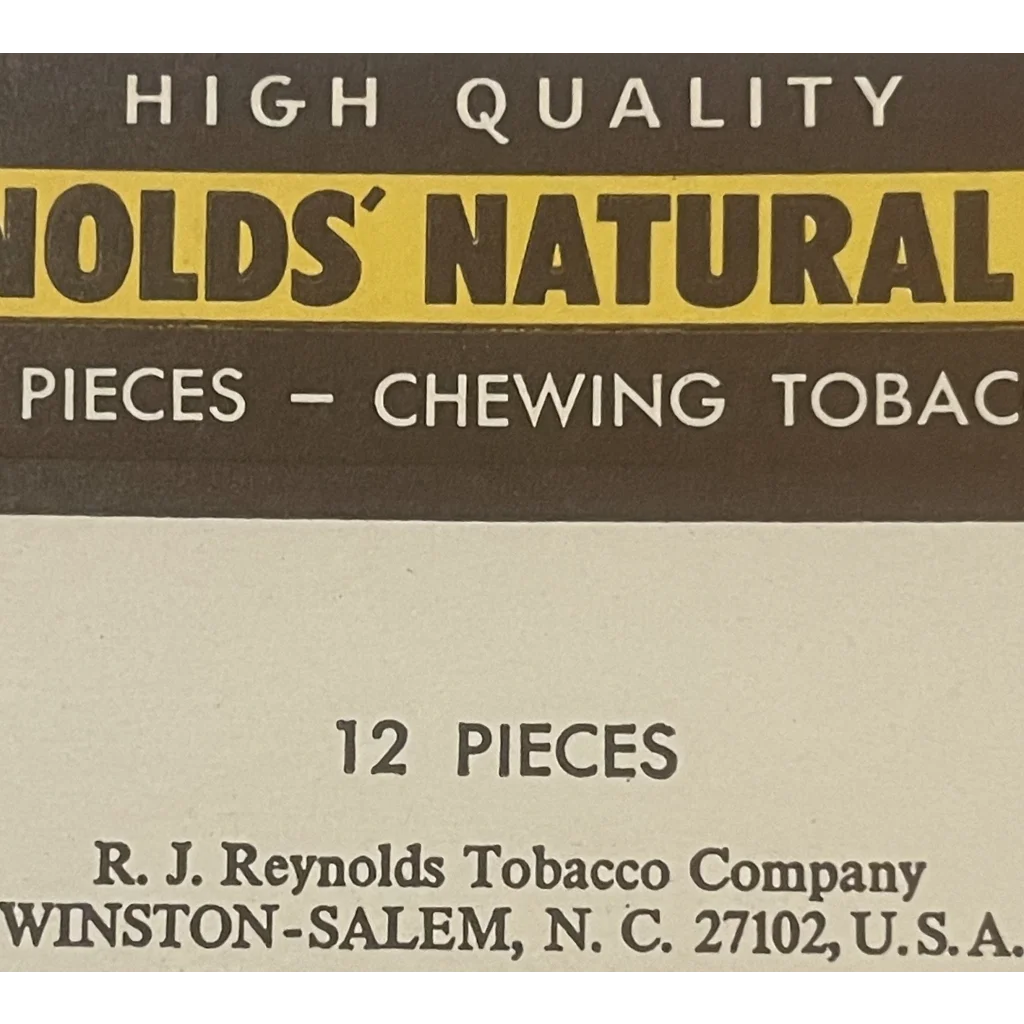 HIGH QUALITY
NOLDS' NATURAL
PIECES – CHEWING TOBAC
12 PIECES
R. J. Reynolds Tobacco Company
WINSTON-SALEM, N. C. 27102, U.S.A.